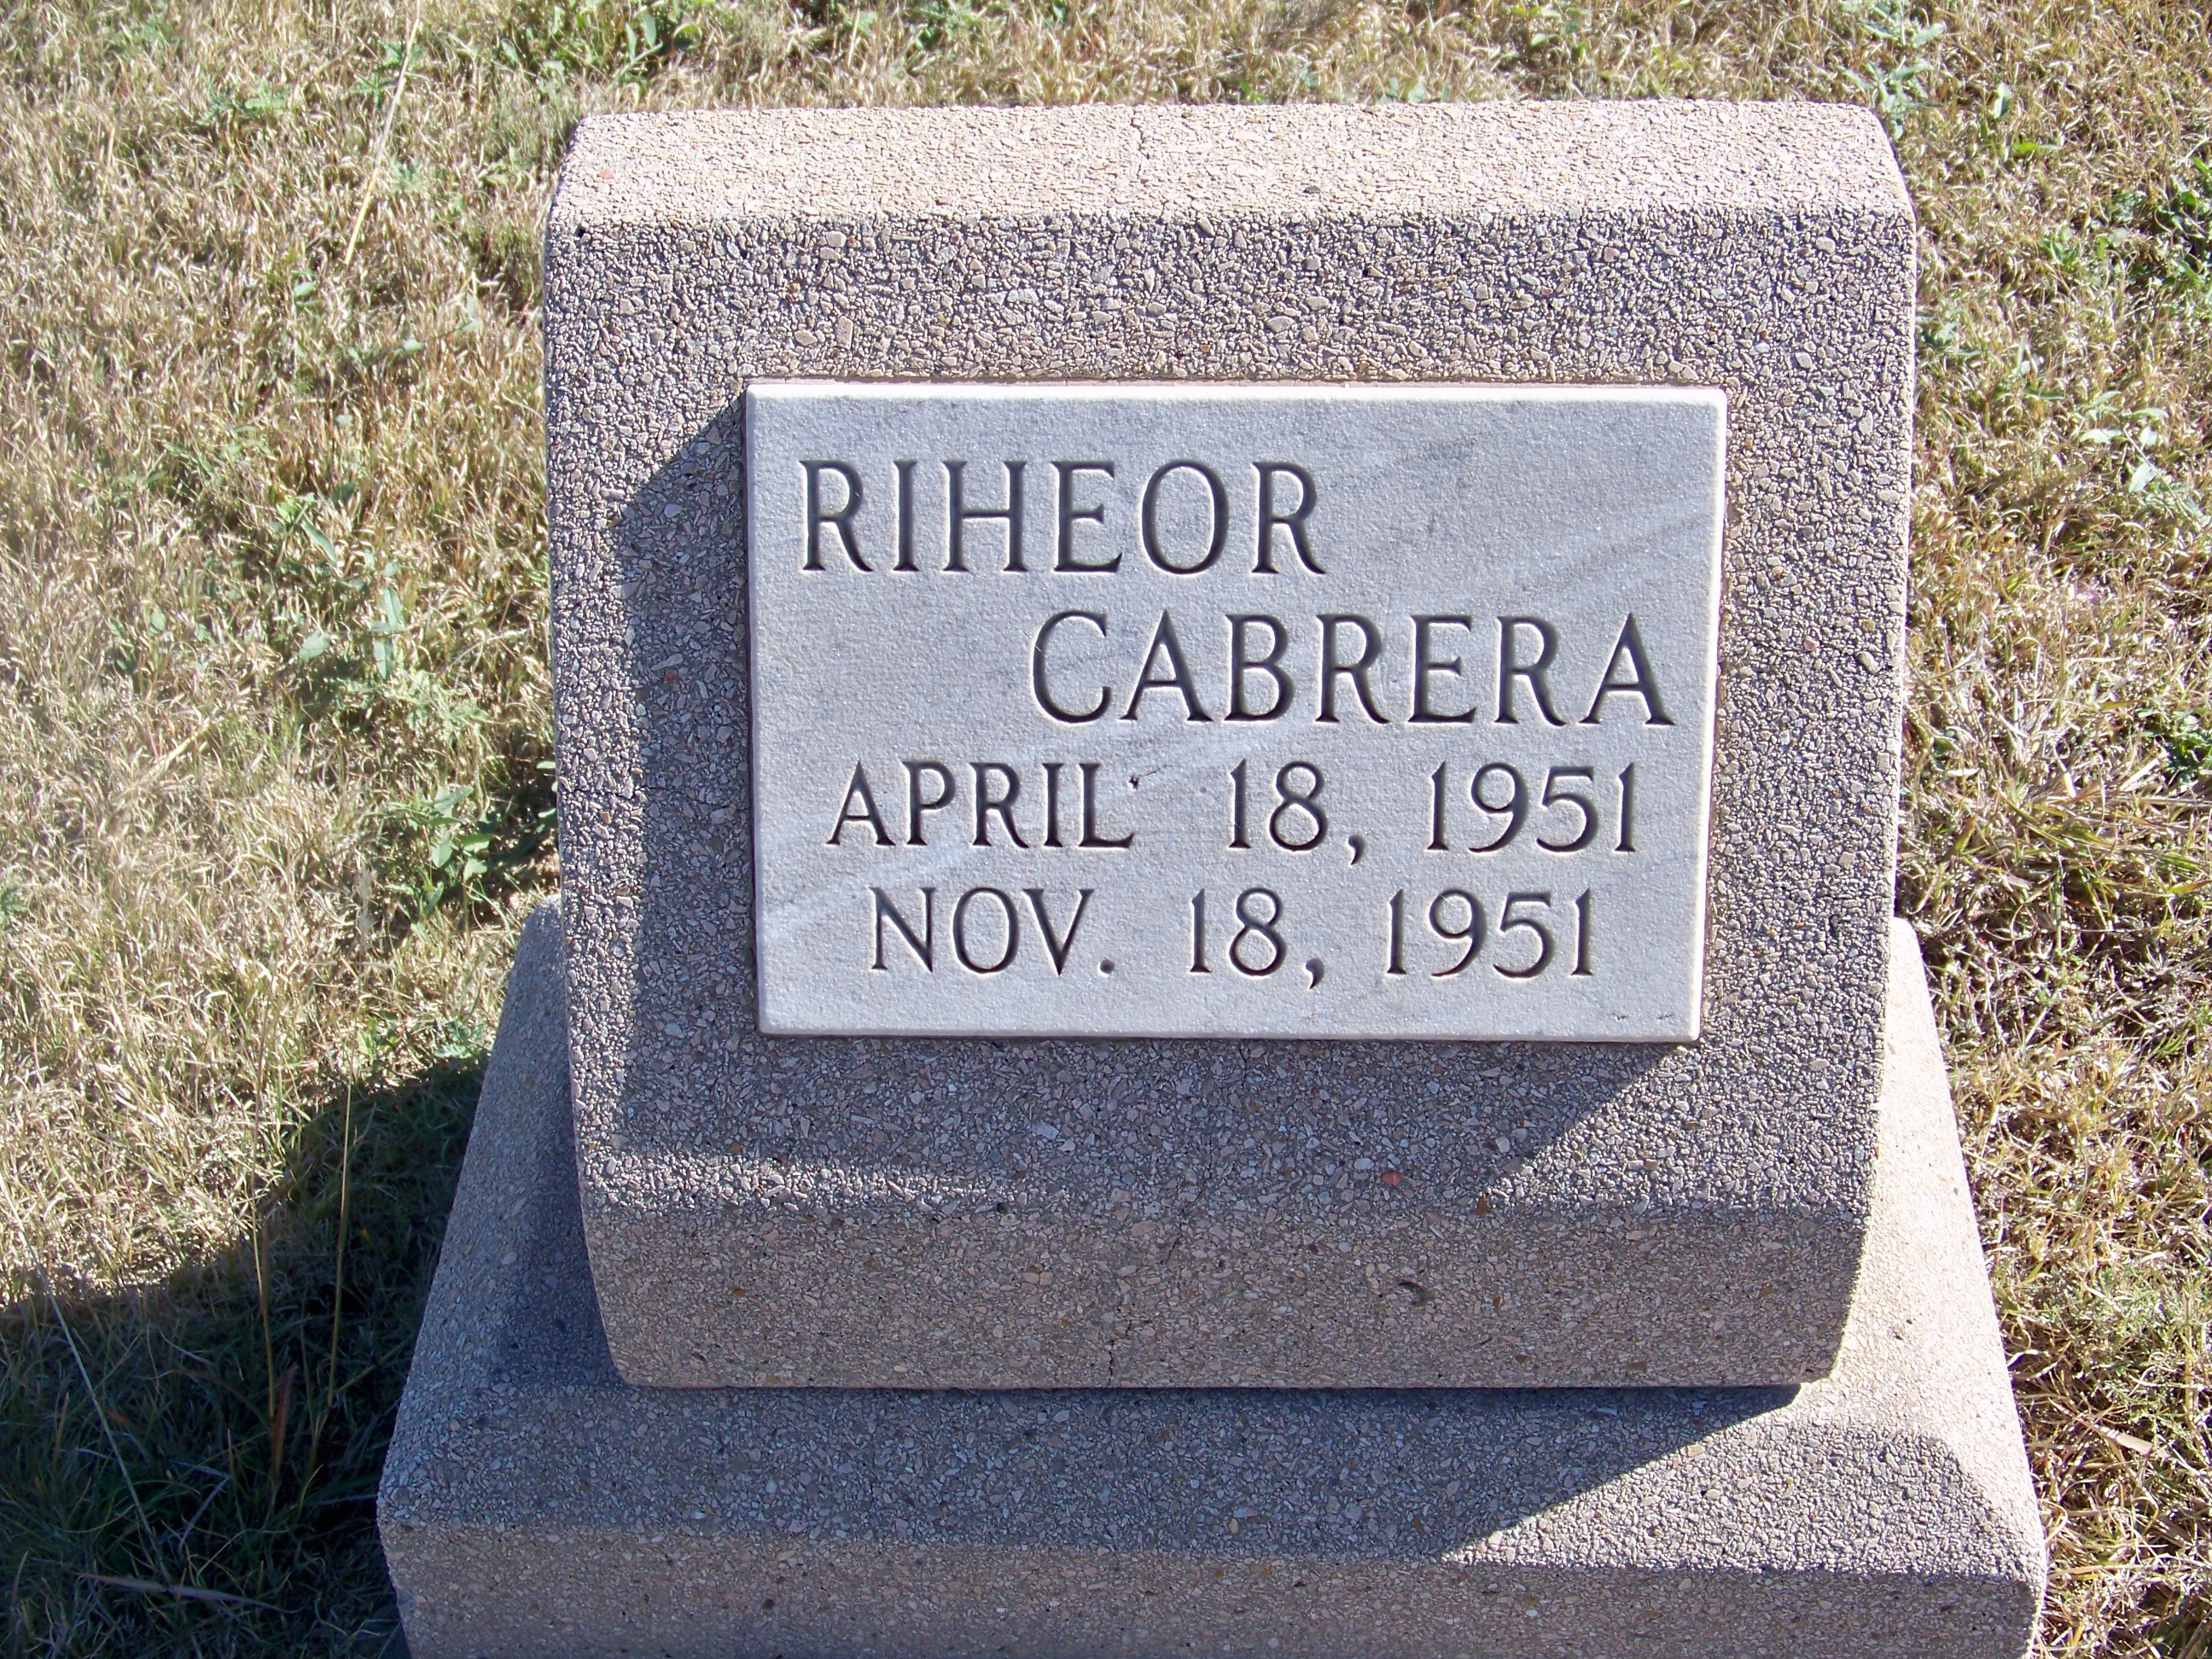 RIHEOR
CABRERA
APRIL 18, 1951
NOV. 18, 1951